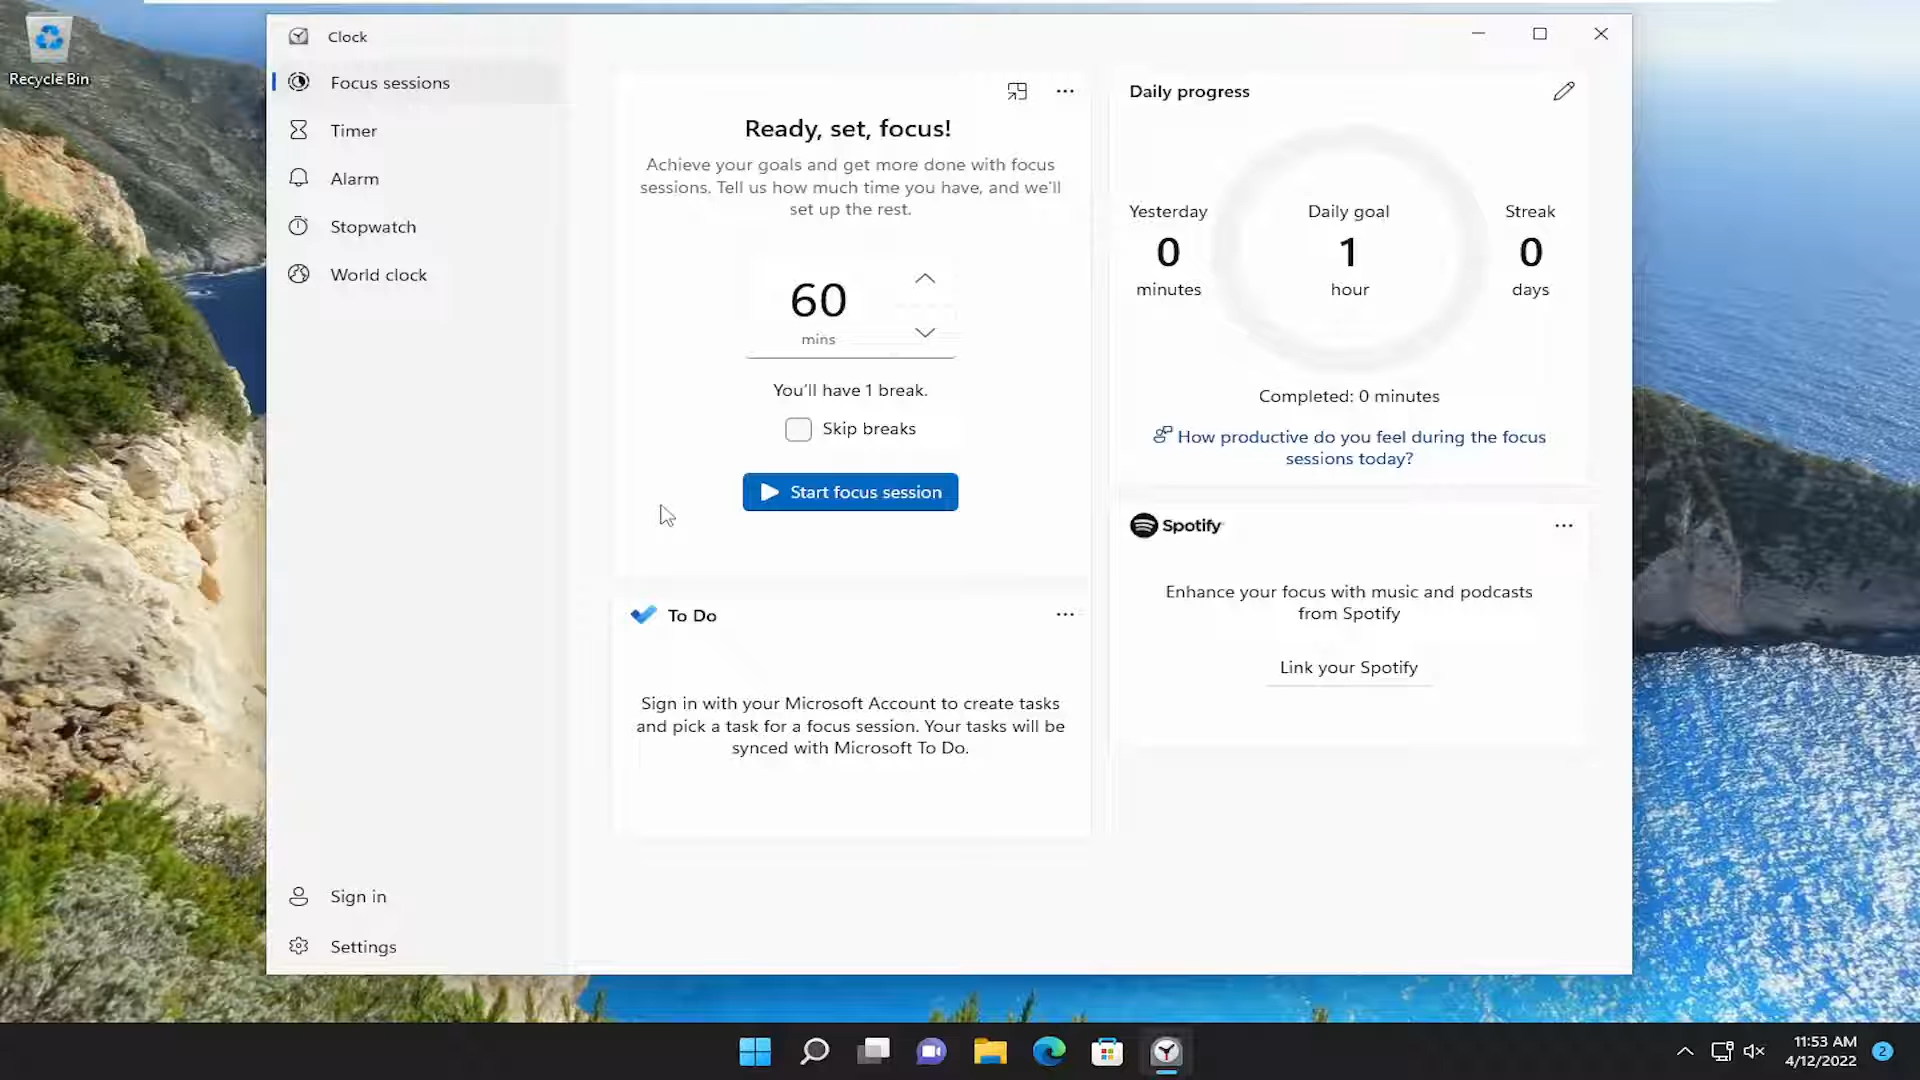 Recycle Bin
Clock
Focus sessions
Timer
Alarm
Stopwatch
World clock
Sign in
Settings
Ready, set, focus!
Achieve your goals and get more done with focus
sessions. Tell us how much time you have, and we'll
set up the rest.
60
mins
You'll have 1 break.
Skip breaks
Start focus session
To Do
Sign in with your Microsoft Account to create tasks
and pick a task for a focus session. Your tasks will be
synced with Microsoft To Do.
Daily progress
Yesterday
0
minutes
Daily goal
1
hour
Streak
0
days
Completed: 0 minutes
How productive do you feel during the focus
sessions today?
Spotify
Enhance your focus with music and podcasts
from Spotify
Link your Spotify
11:53 AM
4/12/2022
2